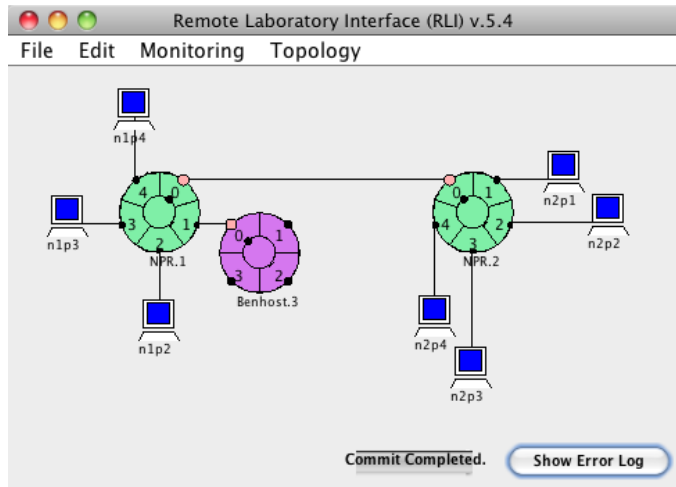 Remote Laboratory Interface (RLI) v.5.4
File Edit Monitoring Topology
n1p4
4 0
3 1
2
NPR.1
n1p3
0 1
3 2
Benhost.3
n1p2
0 1
4 2
3
NPR.2
n2p1
n2p2
n2p4
n2p3
Commit Completed.
Show Error Log